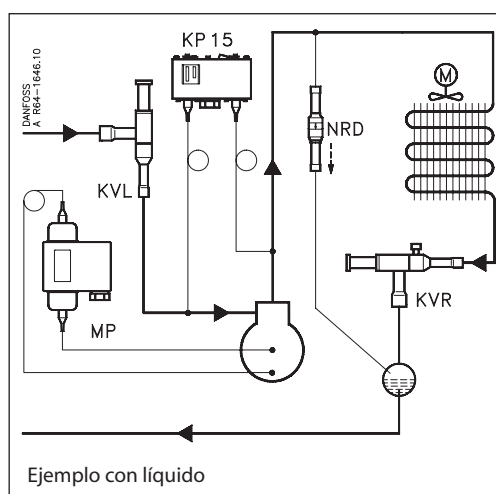 DANFOSS
A R64-1646.10
KP 15
M
NRD
KVL
KVR
MP
Ejemplo con líquido